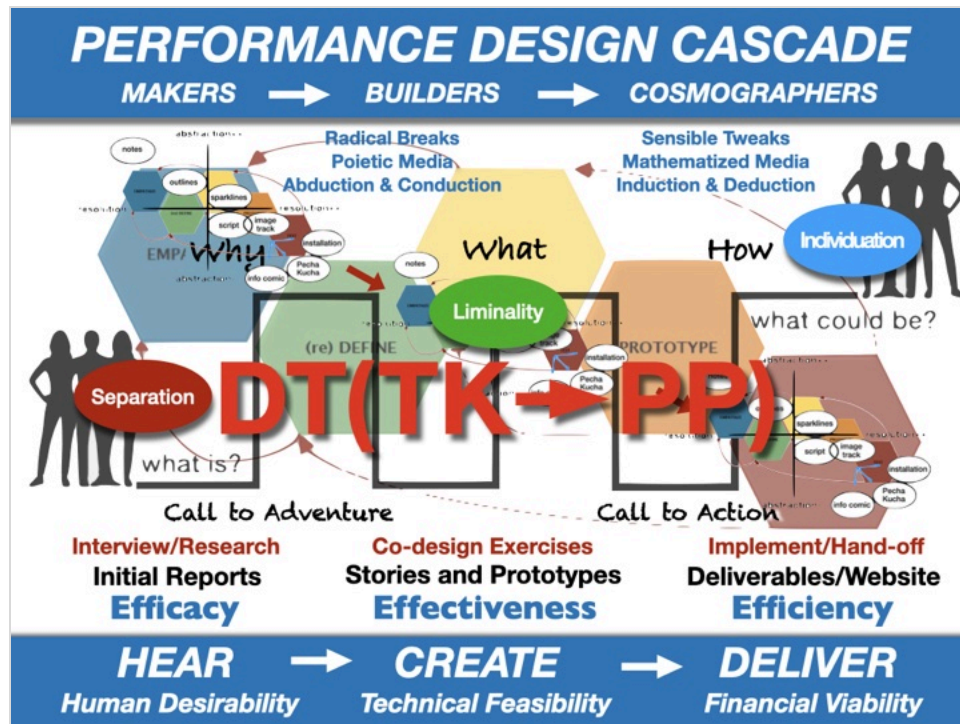 PERFORMANCE DESIGN CASCADE
MAKERS → BUILDERS → COSMOGRAPHERS
Radical Breaks
Poietic Media
Abduction & Conduction
Sensible Tweaks
Mathematized Media
Induction & Deduction
notes
outlines
sparklines
resolution
script
image
track
installation
Pecha
Kucha
info comic
abstraction
EMP/
Why
What
How
Individuation
notes
Liminality
(re) DEFINE
PROTOTYPE
installation
Pecha
Kucha
what could be?
Separation
DT(TK→PP)
sparklines
script
image
track
resolution
installation
Pecha
Kucha
info comic
what is?
Call to Adventure
Call to Action
Interview/Research
Initial Reports
Efficacy
Co-design Exercises
Stories and Prototypes
Effectiveness
Implement/Hand-off
Deliverables/Website
Efficiency
HEAR → CREATE → DELIVER
Human Desirability
Technical Feasibility
Financial Viability